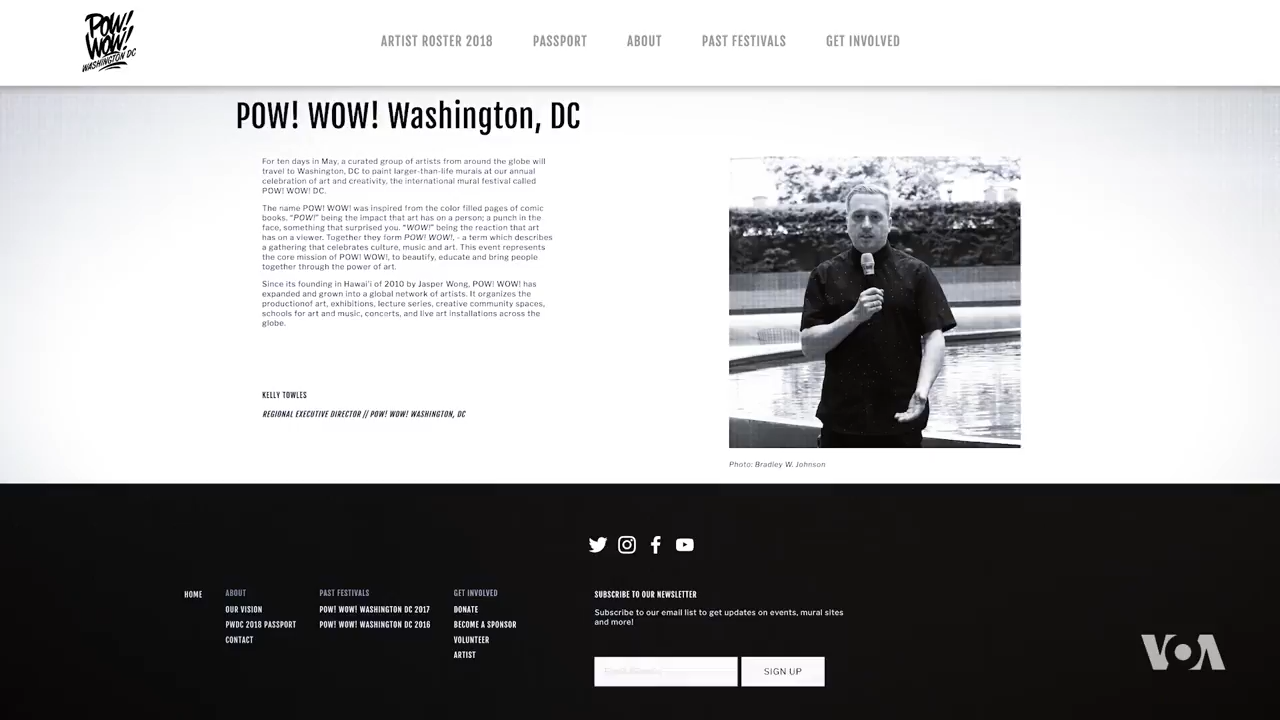 POW!
WOW!
WASHINGTON DC
ARTIST ROSTER 2018
PASSPORT
ABOUT
PAST FESTIVALS
GET INVOLVED
POW! WOW! Washington, DC
For ten days in May, a curated group of artists from around the globe will
travel to Washington, DC to paint larger-than-life murals at our annual
celebration of art and creativity, the international mural festival called
POW! WOW! DC.
The name POW! WOW! was inspired from the color filled pages of comic
books. "POW!" being the impact that art has on a person; a punch in the
face, something that surprised you. "WOW!" being the reaction that art
has on a viewer. Together they form POW! WOW!, - a term which describes
a gathering that celebrates culture, music and art. This event represents
the core mission of POW! WOW!, to beautify, educate and bring people
together through the power of art.
Since its founding in Hawai'i of 2010 by Jasper Wong, POW! WOW! has
expanded and grown into a global network of artists. It organizes the
productionof art, exhibitions, lecture series, creative community spaces,
schools for art and music, concerts, and live art installations across the
globe.
KELLY TOWLES
REGIONAL EXECUTIVE DIRECTOR // POW! WOW! WASHINGTON, DC
Photo: Bradley W. Johnson
HOME
ABOUT
OUR VISION
PWDC 2018 PASSPORT
CONTACT
PAST FESTIVALS
POW! WOW! WASHINGTON DC 2017
POW! WOW! WASHINGTON DC 2016
GET INVOLVED
DONATE
BECOME A SPONSOR
VOLUNTEER
ARTIST
SUBSCRIBE TO OUR NEWSLETTER
Subscribe to our email list to get updates on events, mural sites
and more!
SIGN UP
VOA